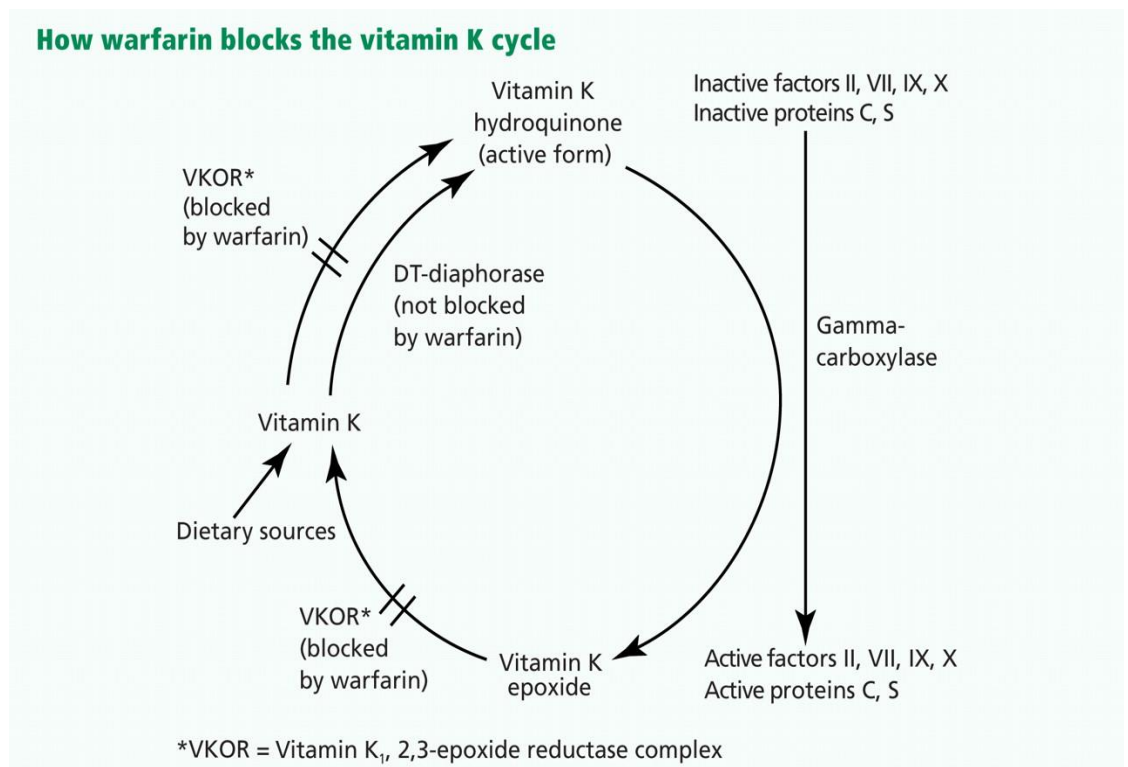 How warfarin blocks the vitamin K cycle
Vitamin K
hydroquinone
(active form)
Inactive factors II, VII, IX, X
Inactive proteins C, S
VKOR*
(blocked
by warfarin)
DT-diaphorase
(not blocked
by warfarin)
Gamma-
carboxylase
Vitamin K
Dietary sources
VKOR*
(blocked
by warfarin)
Vitamin K
epoxide
Active factors II, VII, IX, X
Active proteins C, S
*VKOR = Vitamin K₁, 2,3-epoxide reductase complex